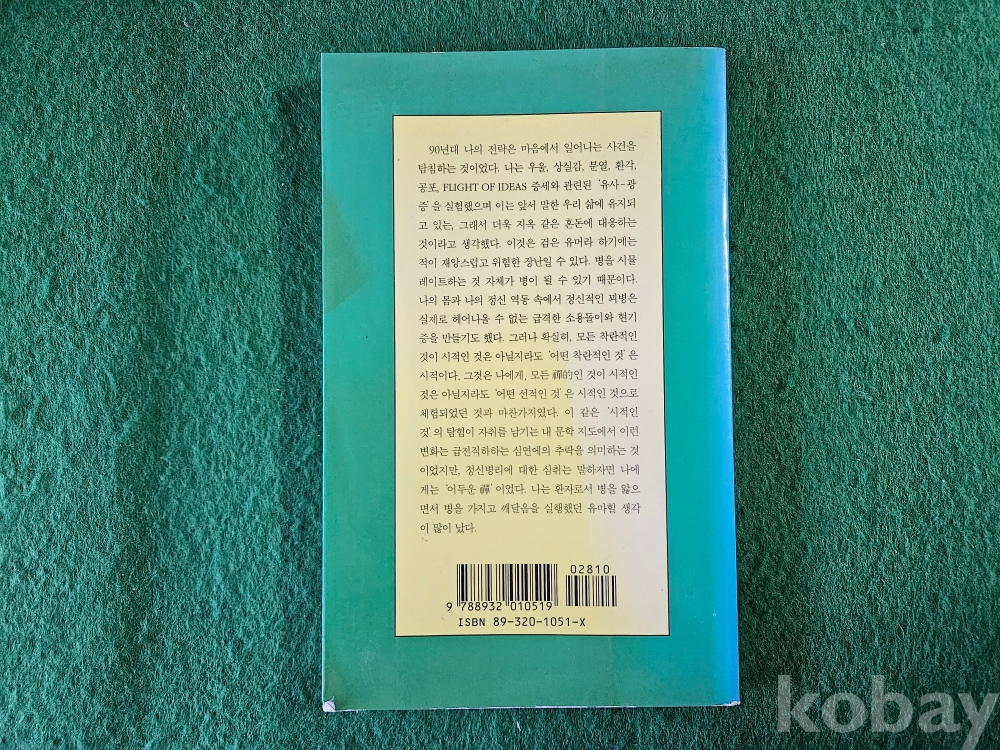 90년대 나의 전략은 마음에서 일어나는 사건을
탐침하는 것이었다. 나는 우울, 상실감, 분열, 환각,
공포, FLIGHT OF IDEAS 증세와 관련된 '유사-광
증'을 실험했으며 이는 앞서 말한 우리 삶에 유지되
고 있는, 그래서 더욱 지옥 같은 혼돈에 대응하는
것이라고 생각했다. 이것은 검은 유머라 하기에는
적이 재앙스럽고 위험한 장난일 수 있다. 병을 시뮬
레이트하는 것 자체가 병이 될 수 있기 때문이다.
나의 몸과 나의 정신 역동 속에서 정신적인 꾀병은
실제로 헤어나올 수 없는 급격한 소용돌이와 현기
증을 만들기도 했다. 그러나 확실히, 모든 착란적인
것이 시적인 것은 아닐지라도 '어떤 착란적인 것'은
시적이다. 그것은 나에게, 모든 禪的인 것이 시적인
것은 아닐지라도 '어떤 선적인 것'은 시적인 것으로
체험되었던 것과 마찬가지였다. 이 같은 '시적인
것'의 탐험이 자취를 남기는 내 문학 지도에서 이런
변화는 급전직하하는 심연에의 추락을 의미하는 것
이었지만, 정신병리에 대한 심취는 말하자면 나에
게는 '어두운 禪'이었다. 나는 환자로서 병을 앓으
면서 병을 가지고 깨달음을 실행했던 유마힐 생각
이 많이 났다.
02810
9 788932 010519
ISBN 89-320-1051-X
kobay